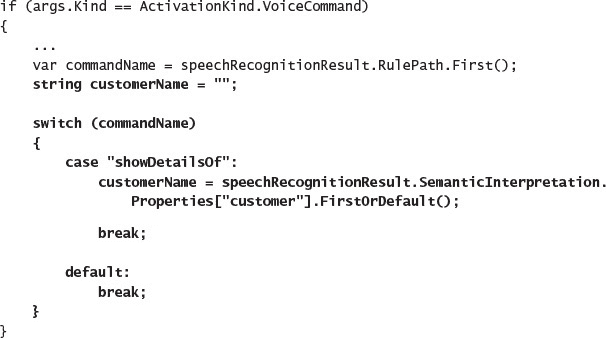 if (args.Kind == ActivationKind.VoiceCommand)
{
    ...
    var commandName = speechRecognitionResult.RulePath.First();
    string customerName = "";

    switch (commandName)
    {
        case "showDetailsOf":
            customerName = speechRecognitionResult.SemanticInterpretation.
                Properties["customer"].FirstOrDefault();

            break;

        default:
            break;
    }
}